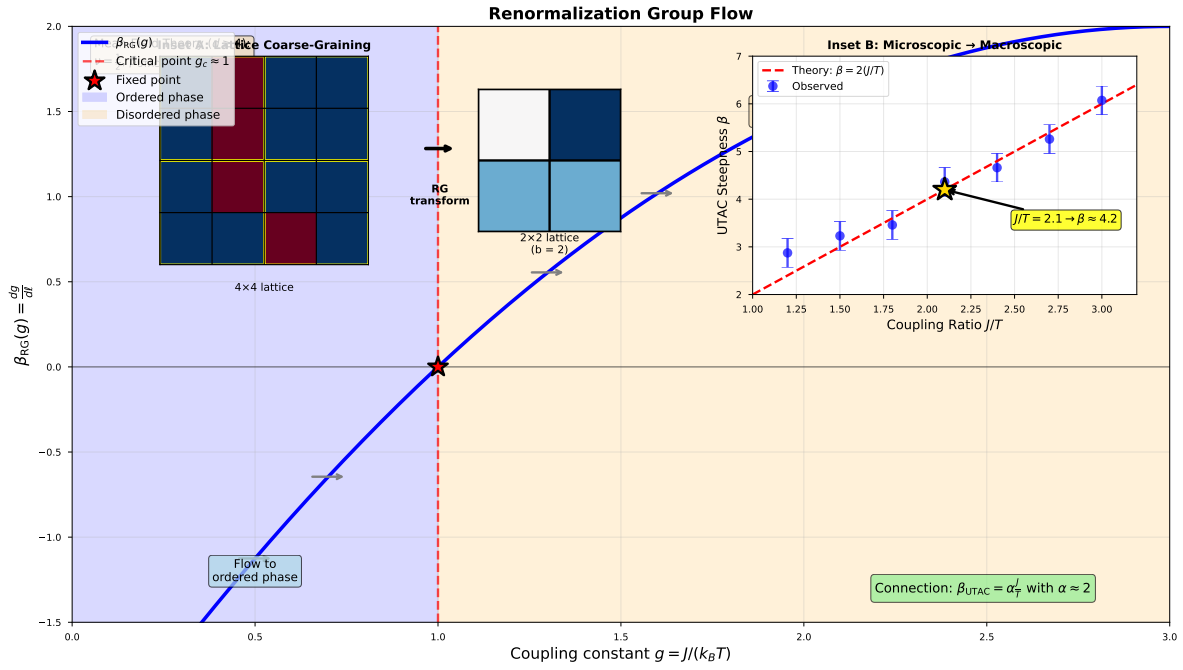 Renormalization Group Flow
β_RG(g)
Critical point g_c ≈ 1
Fixed point
Ordered phase
Disordered phase
Inset A: Lattice Coarse-Graining
4×4 lattice
RG
transform
2×2 lattice
(b = 2)
Inset B: Microscopic → Macroscopic
Theory: β = 2(J/T)
Observed
J/T = 2.1 → β ≈ 4.2
UTAC Steepness β
7
6
5
4
3
2
1.00 1.25 1.50 1.75 2.00 2.25 2.50 2.75 3.00
Coupling Ratio J/T
Flow to
ordered phase
Connection: β_UTAC = α J/T with α ≈ 2
β_RG(g) = dg/dℓ
2.0
1.5
1.0
0.5
0.0
−0.5
−1.0
−1.5
0.0 0.5 1.0 1.5 2.0 2.5 3.0
Coupling constant g = J/(k_BT)